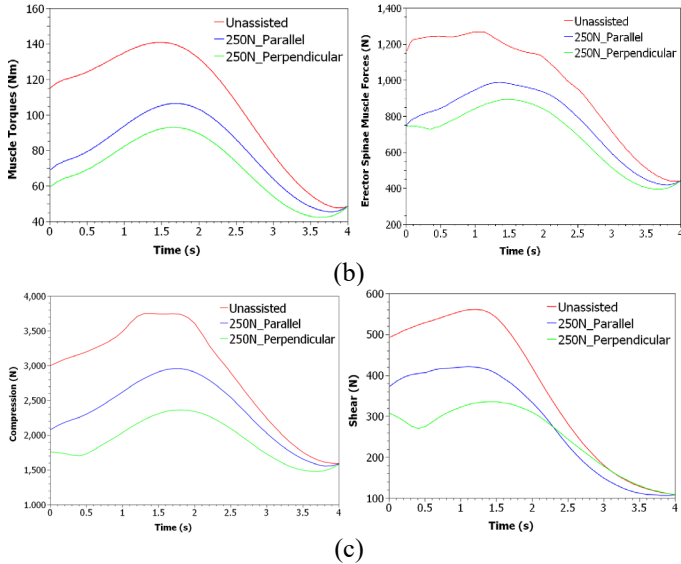 160
140
120
100
80
60
40
Muscle Torques (Nm)
Unassisted
250N_Parallel
250N_Perpendicular
0 0.5 1 1.5 2 2.5 3 3.5 4
Time (s)
1,400
1,200
1,000
800
600
400
200
Erector Spinae Muscle Forces (N)
Unassisted
250N_Parallel
250N_Perpendicular
0 0.5 1 1.5 2 2.5 3 3.5 4
Time (s)
(b)
4,000
3,500
3,000
2,500
2,000
1,500
1,000
Compression (N)
Unassisted
250N_Parallel
250N_Perpendicular
0 0.5 1 1.5 2 2.5 3 3.5 4
Time (s)
600
500
400
300
200
100
Shear (N)
Unassisted
250N_Parallel
250N_Perpendicular
0 0.5 1 1.5 2 2.5 3 3.5 4
Time (s)
(c)